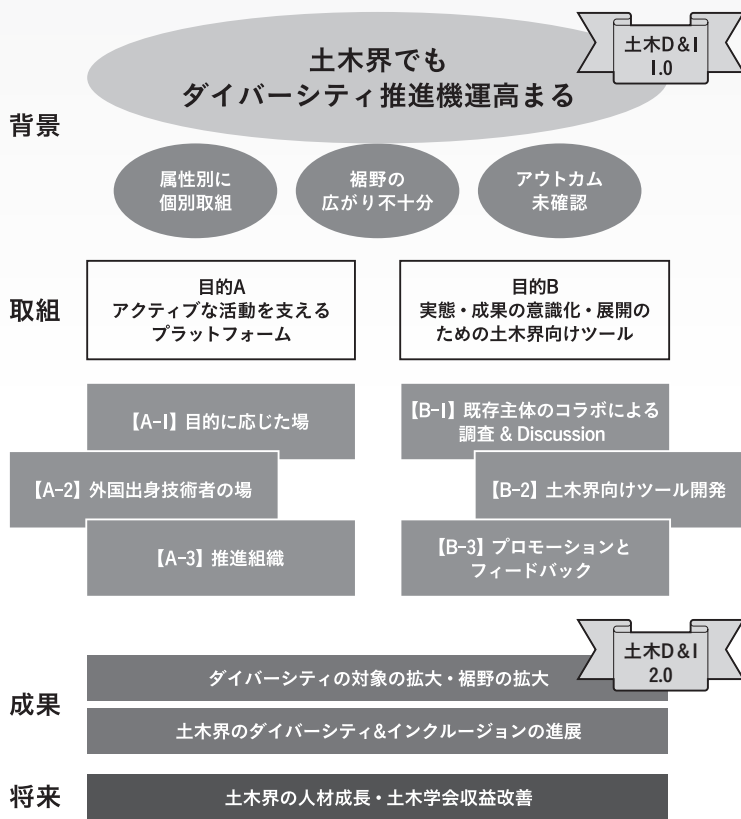 土木D&I
1.0
土木界でも
ダイバーシティ推進機運高まる
背景
属性別に
個別取組
裾野の
広がり不十分
アウトカム
未確認
取組
目的A
アクティブな活動を支える
プラットフォーム
目的B
実態・成果の意識化・展開の
ための土木界向けツール
【A-1】目的に応じた場
【A-2】外国出身技術者の場
【A-3】推進組織
【B-1】既存主体のコラボによる
調査 & Discussion
【B-2】土木界向けツール開発
【B-3】プロモーションと
フィードバック
土木D&I
2.0
成果
ダイバーシティの対象の拡大・裾野の拡大
土木界のダイバーシティ&インクルージョンの進展
将来
土木界の人材成長・土木学会収益改善